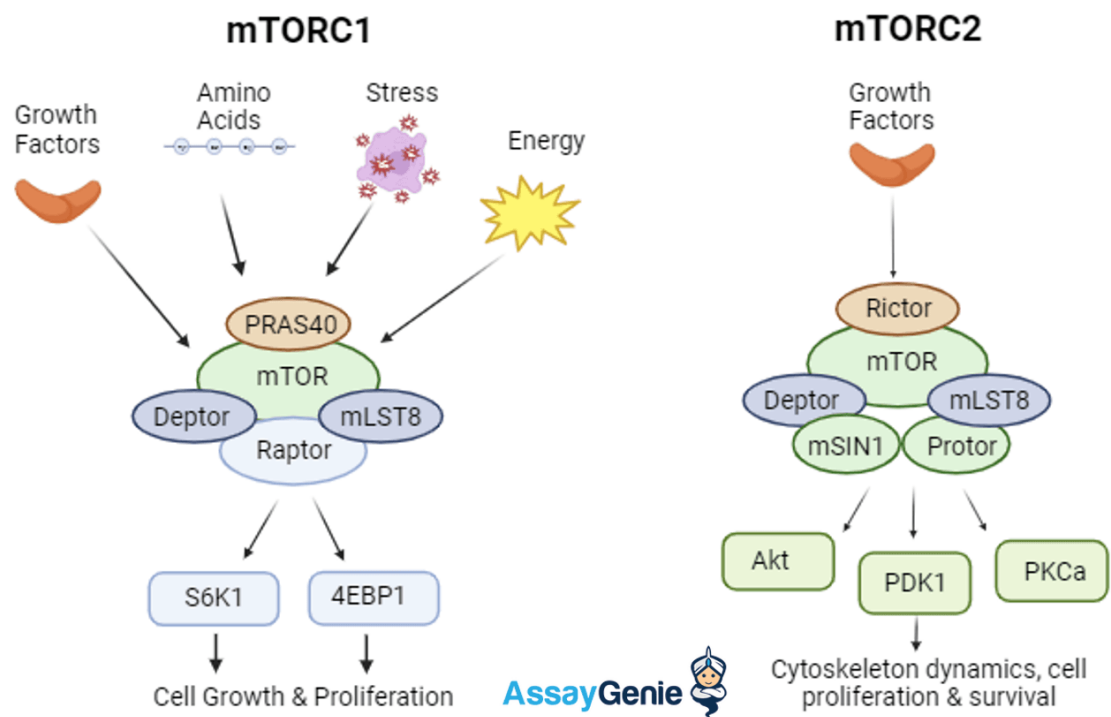 mTORC1
Growth
Factors
Amino
Acids
Stress
Energy
PRAS40
mTOR
Deptor
mLST8
Raptor
S6K1
4EBP1
Cell Growth & Proliferation
mTORC2
Growth
Factors
Rictor
mTOR
Deptor
mLST8
mSIN1
Protor
Akt
PDK1
PKCa
Cytoskeleton dynamics, cell
proliferation & survival
AssayGenie